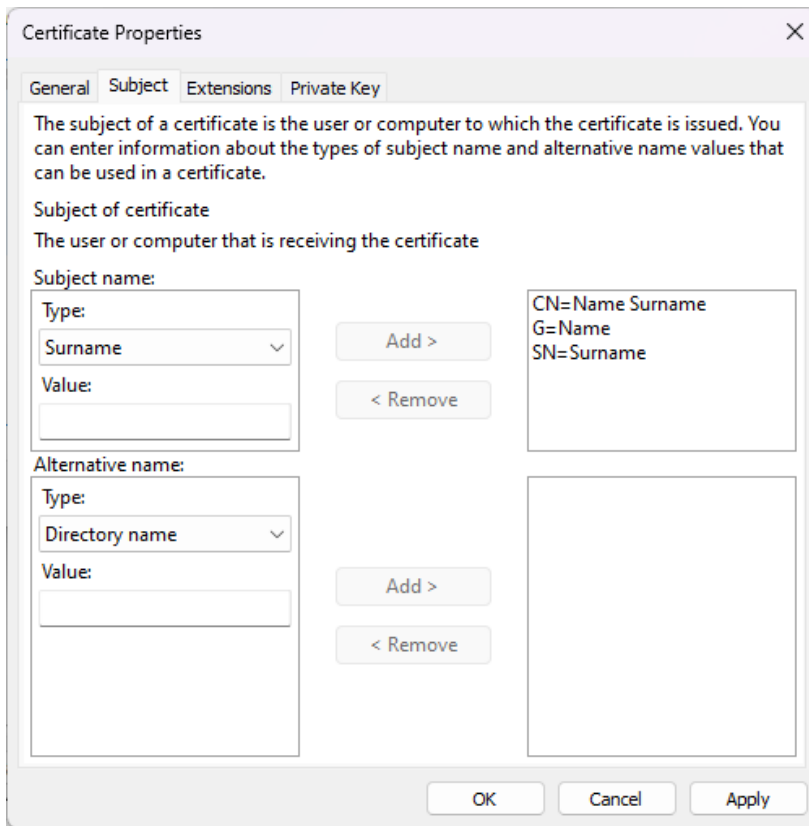 Certificate Properties
General Subject Extensions Private Key
The subject of a certificate is the user or computer to which the certificate is issued. You
can enter information about the types of subject name and alternative name values that
can be used in a certificate.
Subject of certificate
The user or computer that is receiving the certificate
Subject name:
Type:
Surname
Value:
Add >
< Remove
CN=Name Surname
G=Name
SN=Surname
Alternative name:
Type:
Directory name
Value:
Add >
< Remove
OK Cancel Apply